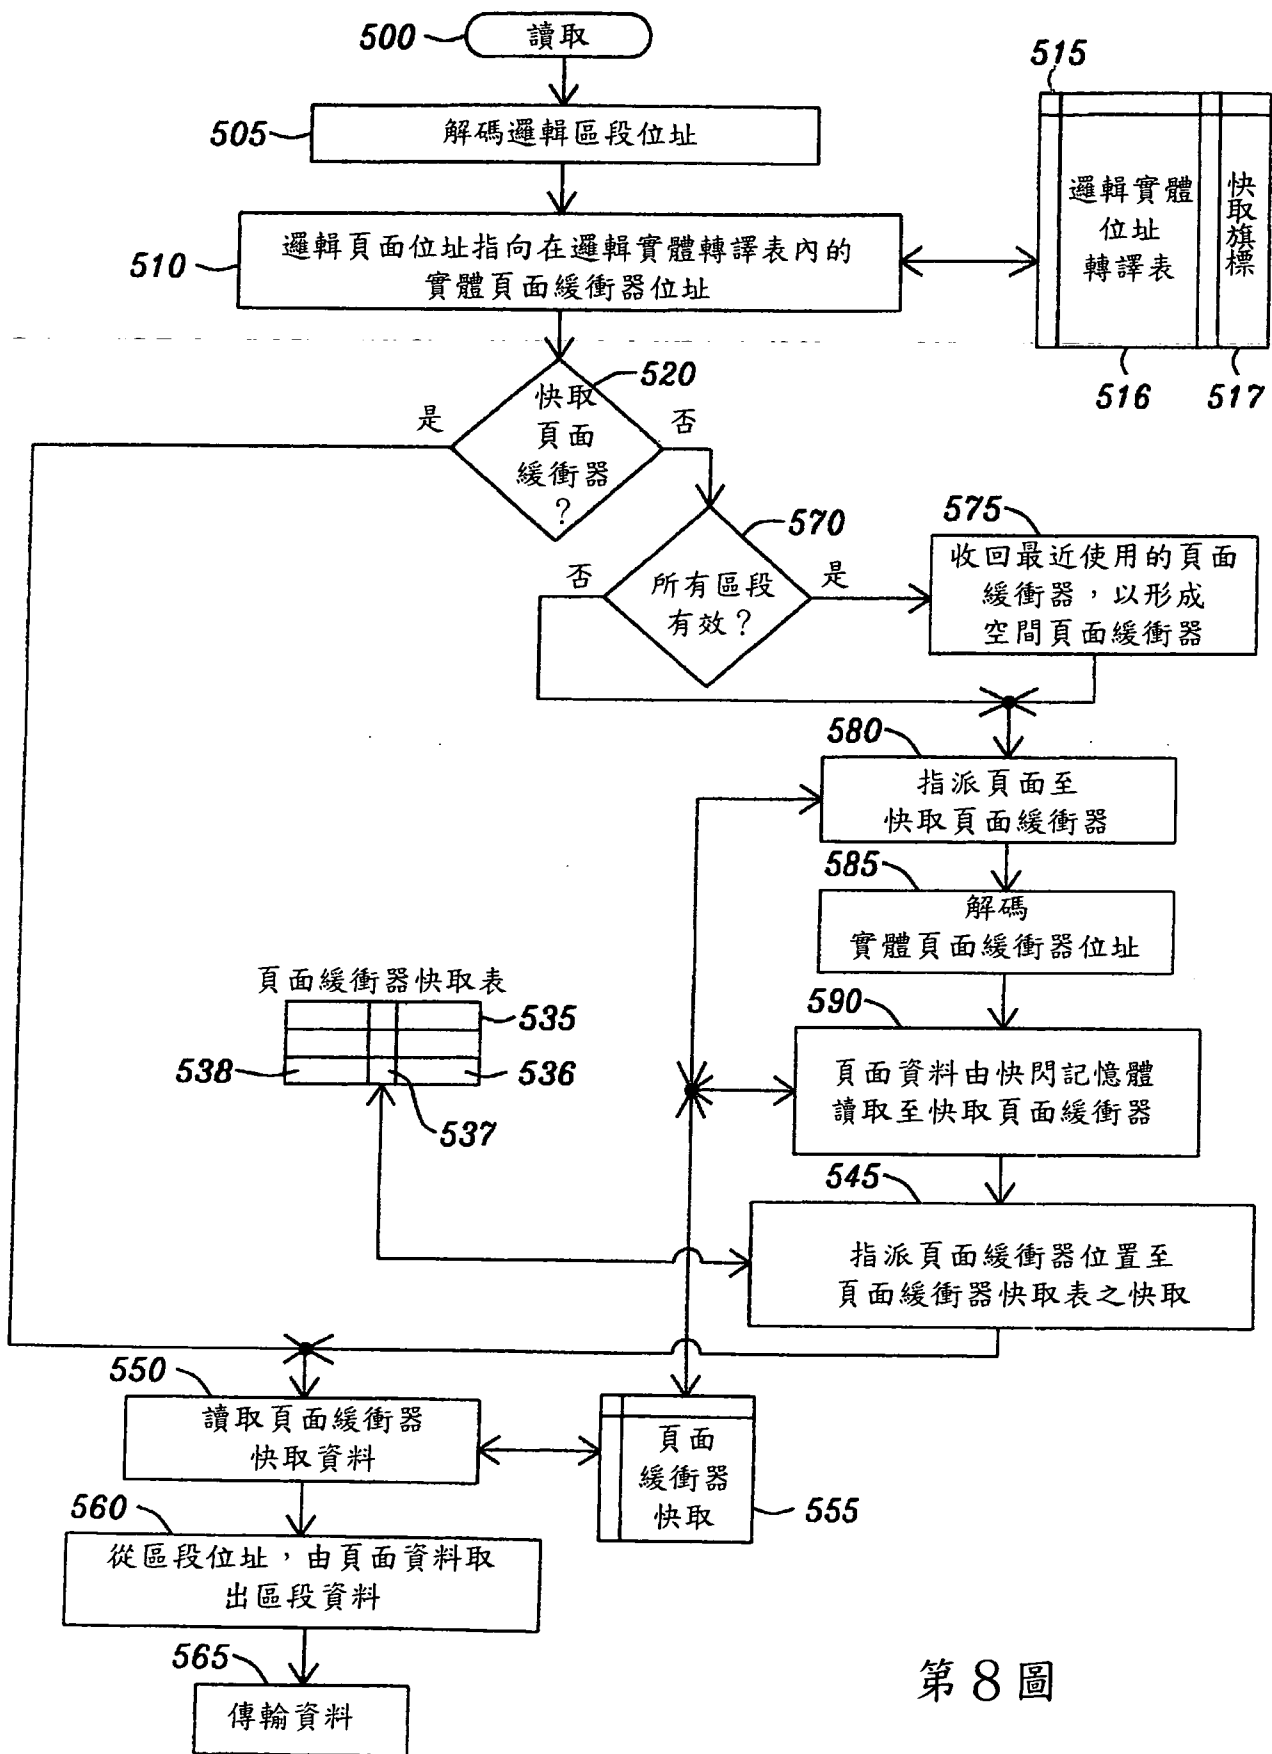 500
讀取
505
解碼邏輯區段位址
510
邏輯頁面位址指向在邏輯實體轉譯表內的
實體頁面緩衝器位址
515
邏輯實體
位址
轉譯表
快取旗標
516
517
520
快取
頁面
緩衝器
?
是
否
570
所有區段
有效?
否
是
575
收回最近使用的頁面
緩衝器,以形成
空間頁面緩衝器
580
指派頁面至
快取頁面緩衝器
585
解碼
實體頁面緩衝器位址
頁面緩衝器快取表
535
538
536
537
590
頁面資料由快閃記憶體
讀取至快取頁面緩衝器
545
指派頁面緩衝器位置至
頁面緩衝器快取表之快取
550
讀取頁面緩衝器
快取資料
頁面
緩衝器
快取
555
560
從區段位址,由頁面資料取
出區段資料
565
傳輸資料
第8圖